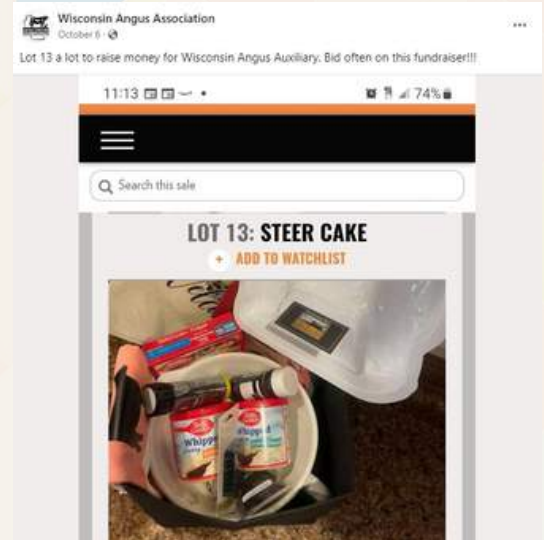 Wisconsin Angus Association
October 6
Lot 13 a lot to raise money for Wisconsin Angus Auxiliary. Bid often on this fundraiser!!!
11:13
74%
Search this sale
LOT 13: STEER CAKE
+ ADD TO WATCHLIST
Whipped
Whipped